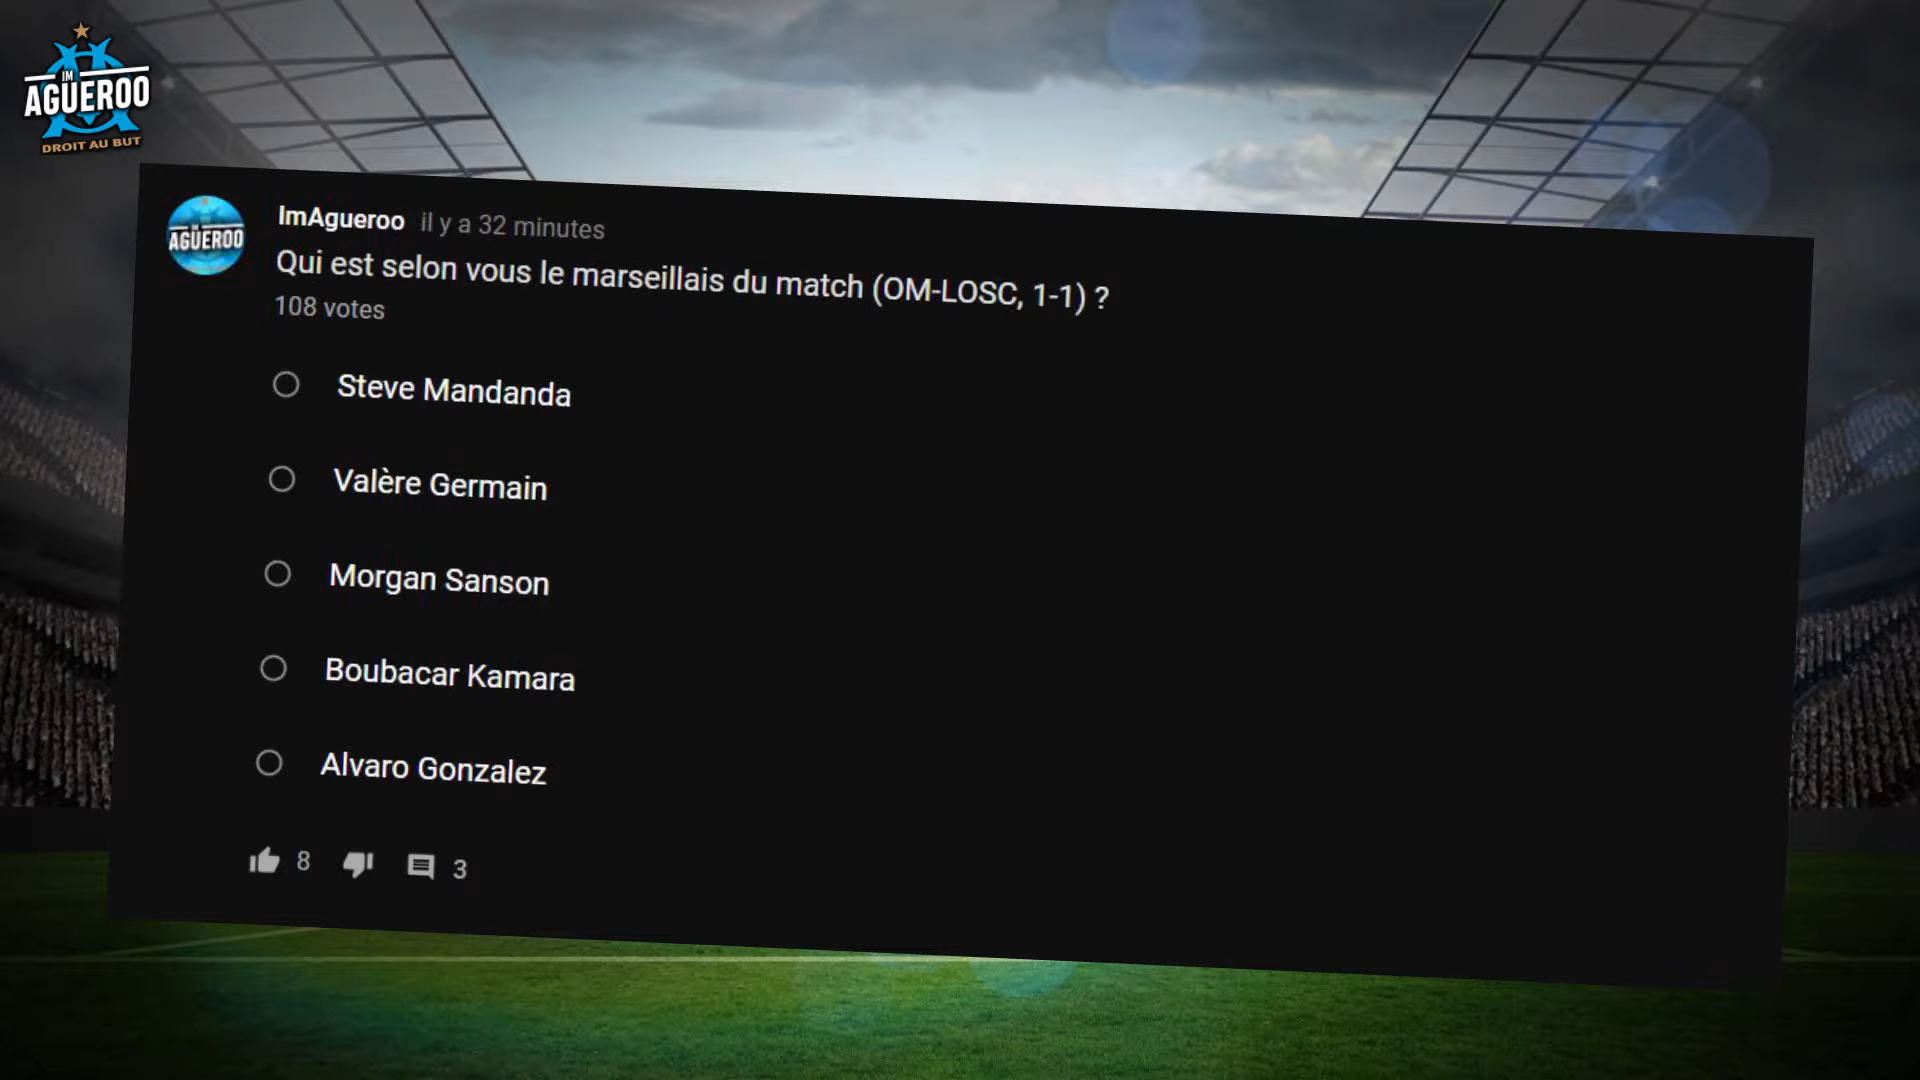 IM
AGUEROO
DROIT AU BUT
IM
AGUEROO
ImAgueroo il y a 32 minutes
Qui est selon vous le marseillais du match (OM-LOSC, 1-1) ?
108 votes
Steve Mandanda
Valère Germain
Morgan Sanson
Boubacar Kamara
Alvaro Gonzalez
8 3